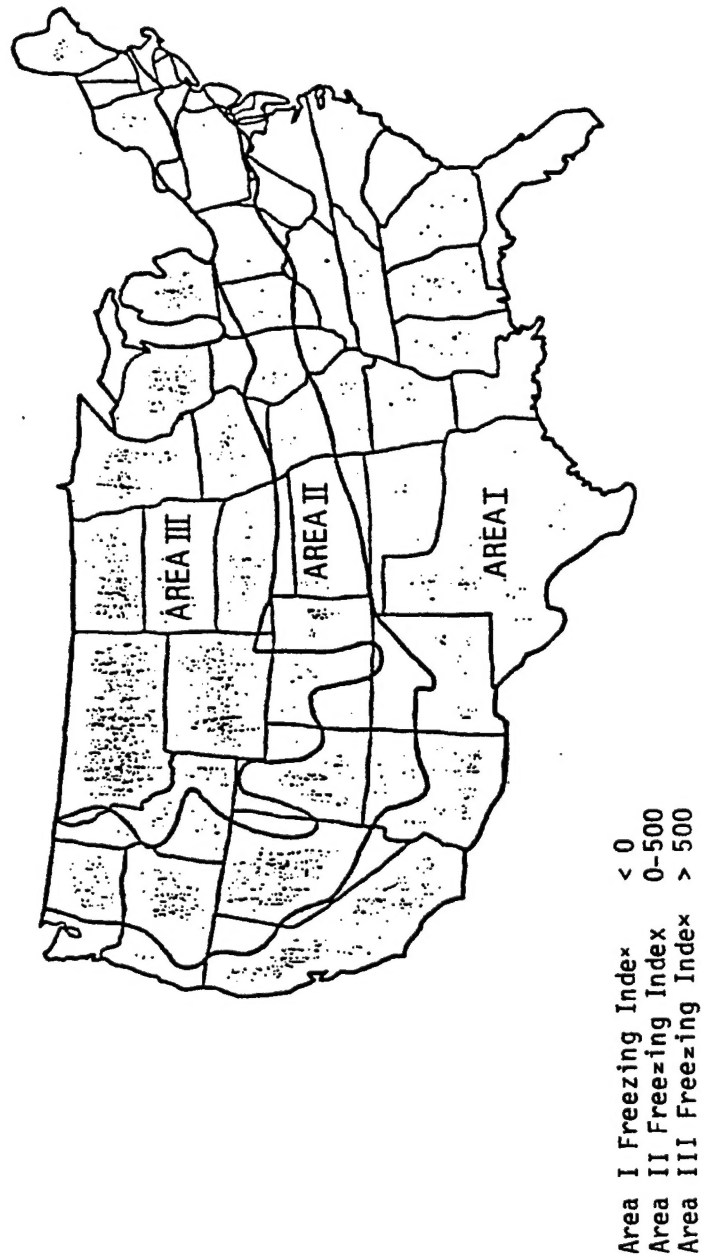 AREA III
AREA II
AREA I
Area I Freezing Index < 0
Area II Freezing Index 0-500
Area III Freezing Index > 500